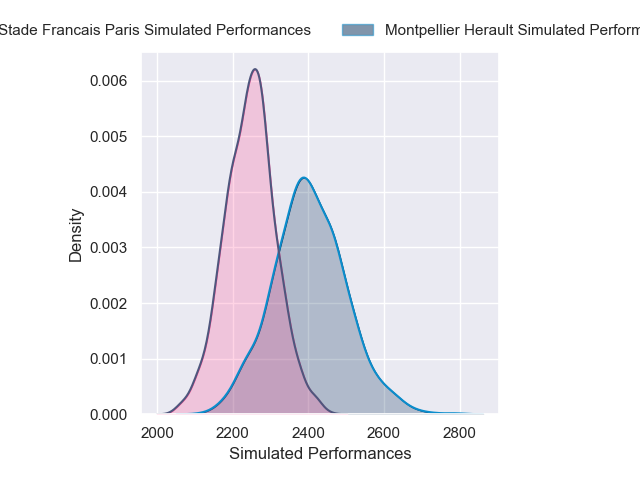 Stade Francais Paris Simulated Performances
Montpellier Herault Simulated Perform
0.006
0.005
0.004
0.003
0.002
0.001
0.000
Density
2000 2200 2400 2600 2800
Simulated Performances